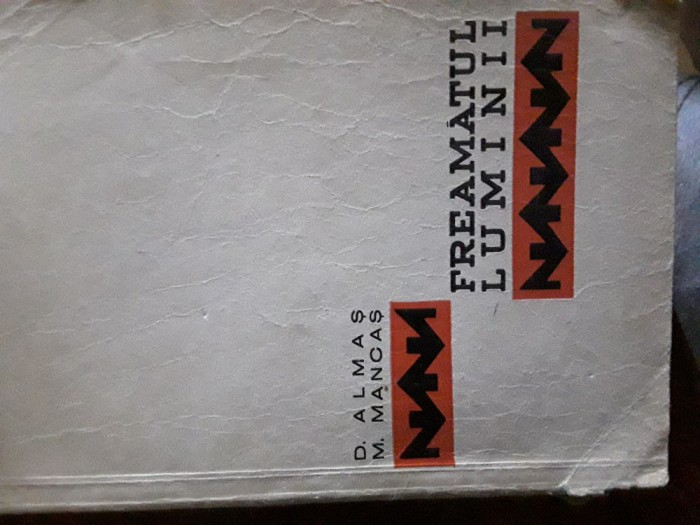 D. ALMAȘ
M. MANCAȘ
FREAMĂTUL
LUMINII